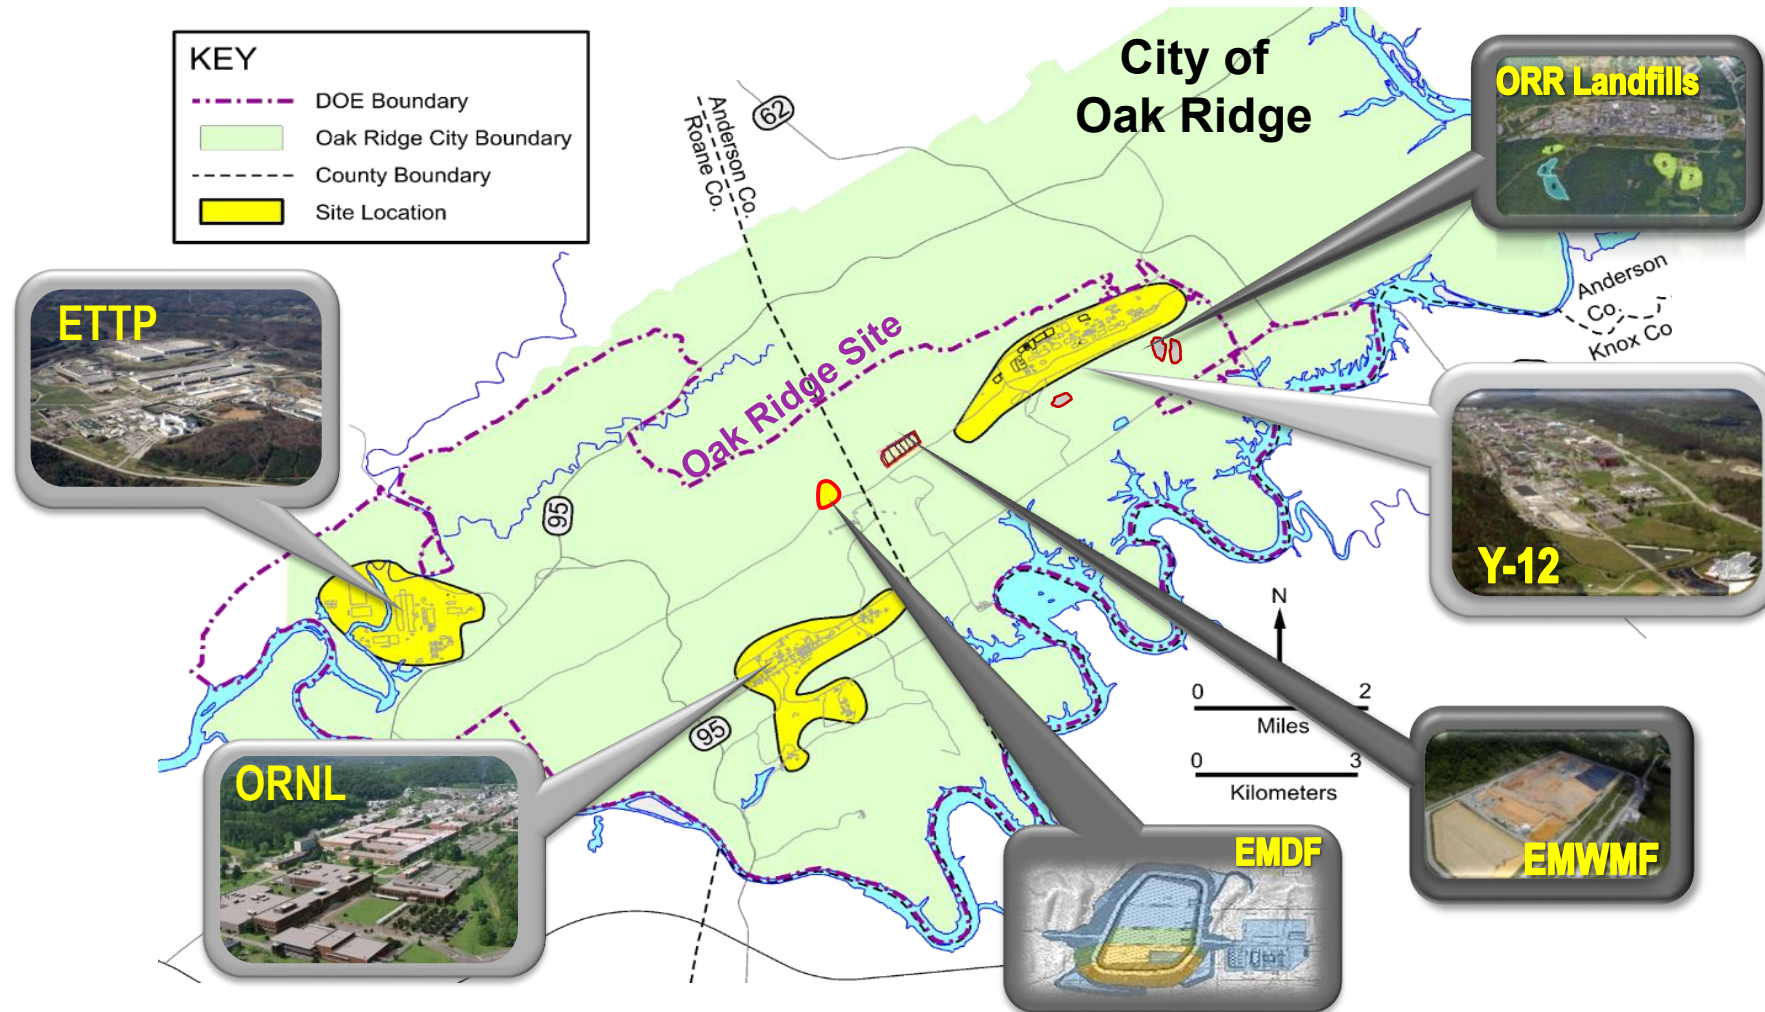 KEY
DOE Boundary
Oak Ridge City Boundary
County Boundary
Site Location
City of
Oak Ridge
ORR Landfills
62
Anderson Co.
Roane Co.
Anderson
Co.
Knox Co
ETTP
Oak Ridge Site
95
Y-12
N
0 2
Miles
0 3
Kilometers
95
ORNL
EMDF
EMWMF